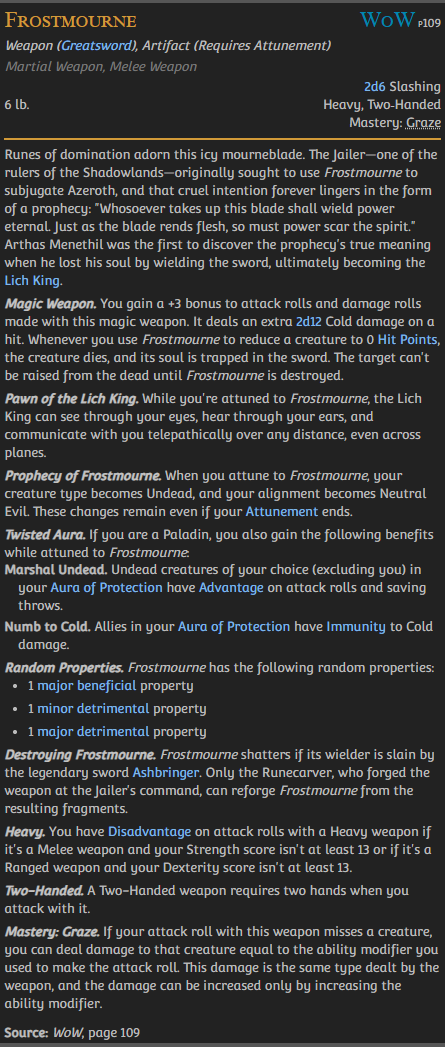 FROSTMOURNE WoW p109
Weapon (Greatsword), Artifact (Requires Attunement)
Martial Weapon, Melee Weapon
2d6 Slashing
6 lb. Heavy, Two-Handed
Mastery: Graze
Runes of domination adorn this icy mourneblade. The Jailer—one of the
rulers of the Shadowlands—originally sought to use Frostmourne to
subjugate Azeroth, and that cruel intention forever lingers in the form
of a prophecy: "Whosoever takes up this blade shall wield power
eternal. Just as the blade rends flesh, so must power scar the spirit."
Arthas Menethil was the first to discover the prophecy's true meaning
when he lost his soul by wielding the sword, ultimately becoming the
Lich King.
Magic Weapon. You gain a +3 bonus to attack rolls and damage rolls
made with this magic weapon. It deals an extra 2d12 Cold damage on a
hit. Whenever you use Frostmourne to reduce a creature to 0 Hit Points,
the creature dies, and its soul is trapped in the sword. The target can't
be raised from the dead until Frostmourne is destroyed.
Pawn of the Lich King. While you're attuned to Frostmourne, the Lich
King can see through your eyes, hear through your ears, and
communicate with you telepathically over any distance, even across
planes.
Prophecy of Frostmourne. When you attune to Frostmourne, your
creature type becomes Undead, and your alignment becomes Neutral
Evil. These changes remain even if your Attunement ends.
Twisted Aura. If you are a Paladin, you also gain the following benefits
while attuned to Frostmourne:
Marshal Undead. Undead creatures of your choice (excluding you) in
your Aura of Protection have Advantage on attack rolls and saving
throws.
Numb to Cold. Allies in your Aura of Protection have Immunity to Cold
damage.
Random Properties. Frostmourne has the following random properties:
• 1 major beneficial property
• 1 minor detrimental property
• 1 major detrimental property
Destroying Frostmourne. Frostmourne shatters if its wielder is slain by
the legendary sword Ashbringer. Only the Runecarver, who forged the
weapon at the Jailer's command, can reforge Frostmourne from the
resulting fragments.
Heavy. You have Disadvantage on attack rolls with a Heavy weapon if
it's a Melee weapon and your Strength score isn't at least 13 or if it's a
Ranged weapon and your Dexterity score isn't at least 13.
Two-Handed. A Two-Handed weapon requires two hands when you
attack with it.
Mastery: Graze. If your attack roll with this weapon misses a creature,
you can deal damage to that creature equal to the ability modifier you
used to make the attack roll. This damage is the same type dealt by the
weapon, and the damage can be increased only by increasing the
ability modifier.
Source: WoW, page 109